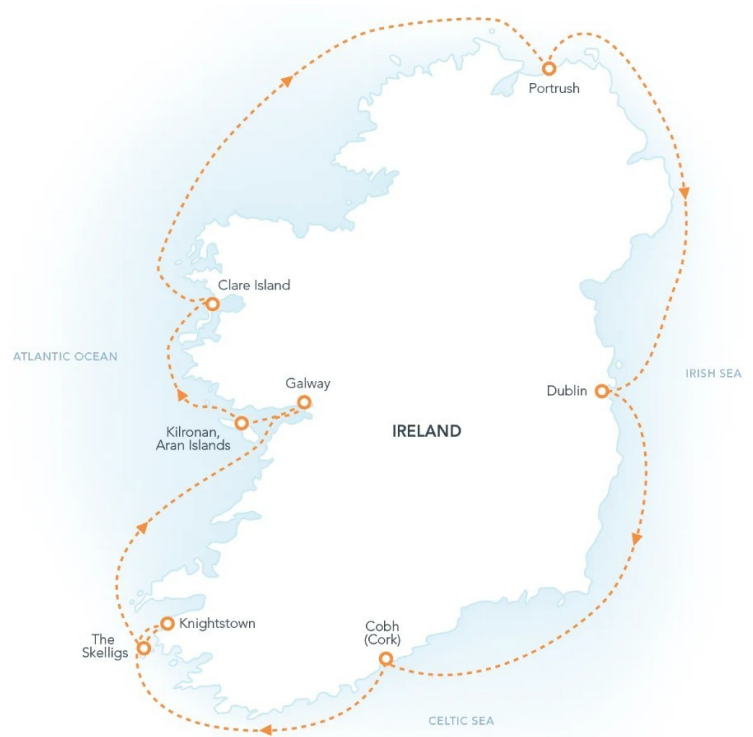 Portrush
Clare Island
ATLANTIC OCEAN
IRISH SEA
Galway
Dublin
Kilronan,
Aran Islands
IRELAND
Knightstown
The
Skelligs
Cobh
(Cork)
CELTIC SEA